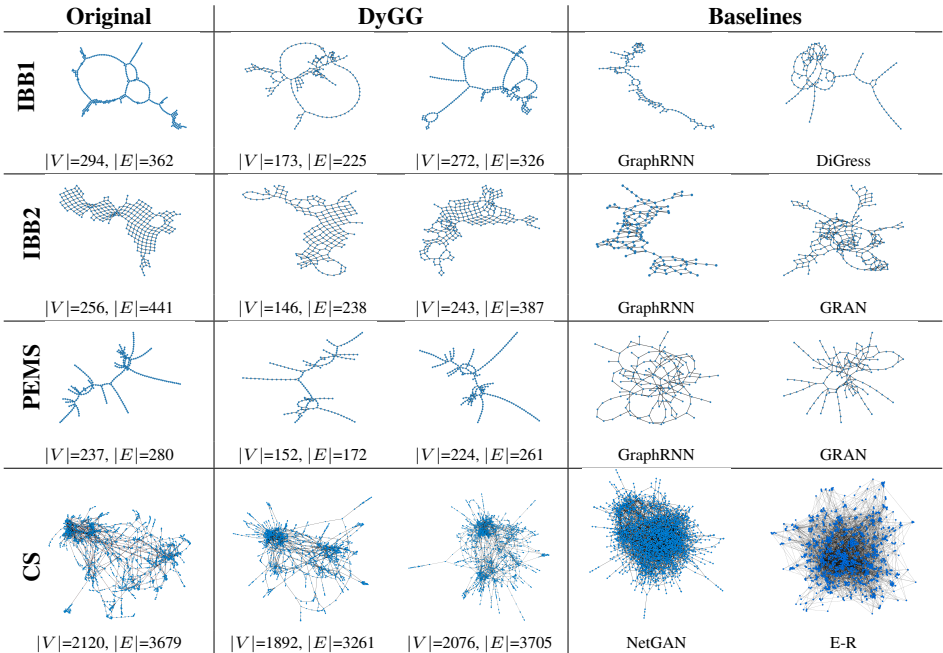 Original DyGG Baselines
IBB1
|V|=294, |E|=362 |V|=173, |E|=225 |V|=272, |E|=326 GraphRNN DiGress
IBB2
|V|=256, |E|=441 |V|=146, |E|=238 |V|=243, |E|=387 GraphRNN GRAN
PEMS
|V|=237, |E|=280 |V|=152, |E|=172 |V|=224, |E|=261 GraphRNN GRAN
CS
|V|=2120, |E|=3679 |V|=1892, |E|=3261 |V|=2076, |E|=3705 NetGAN E-R